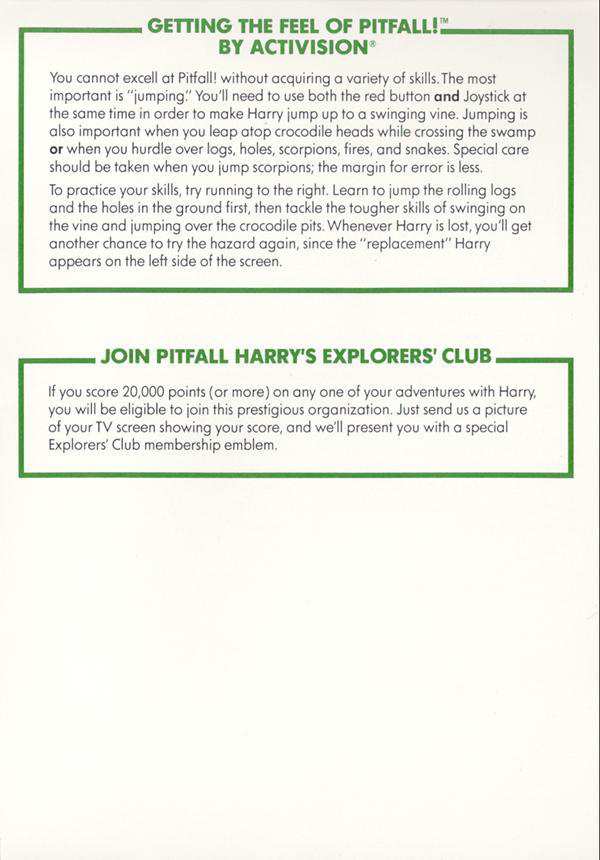 GETTING THE FEEL OF PITFALL!™
BY ACTIVISION®
You cannot excell at Pitfall! without acquiring a variety of skills. The most
important is "jumping." You'll need to use both the red button and Joystick at
the same time in order to make Harry jump up to a swinging vine. Jumping is
also important when you leap atop crocodile heads while crossing the swamp
or when you hurdle over logs, holes, scorpions, fires, and snakes. Special care
should be taken when you jump scorpions; the margin for error is less.
To practice your skills, try running to the right. Learn to jump the rolling logs
and the holes in the ground first, then tackle the tougher skills of swinging on
the vine and jumping over the crocodile pits. Whenever Harry is lost, you'll get
another chance to try the hazard again, since the "replacement" Harry
appears on the left side of the screen.
JOIN PITFALL HARRY'S EXPLORERS' CLUB
If you score 20,000 points (or more) on any one of your adventures with Harry,
you will be eligible to join this prestigious organization. Just send us a picture
of your TV screen showing your score, and we'll present you with a special
Explorers' Club membership emblem.